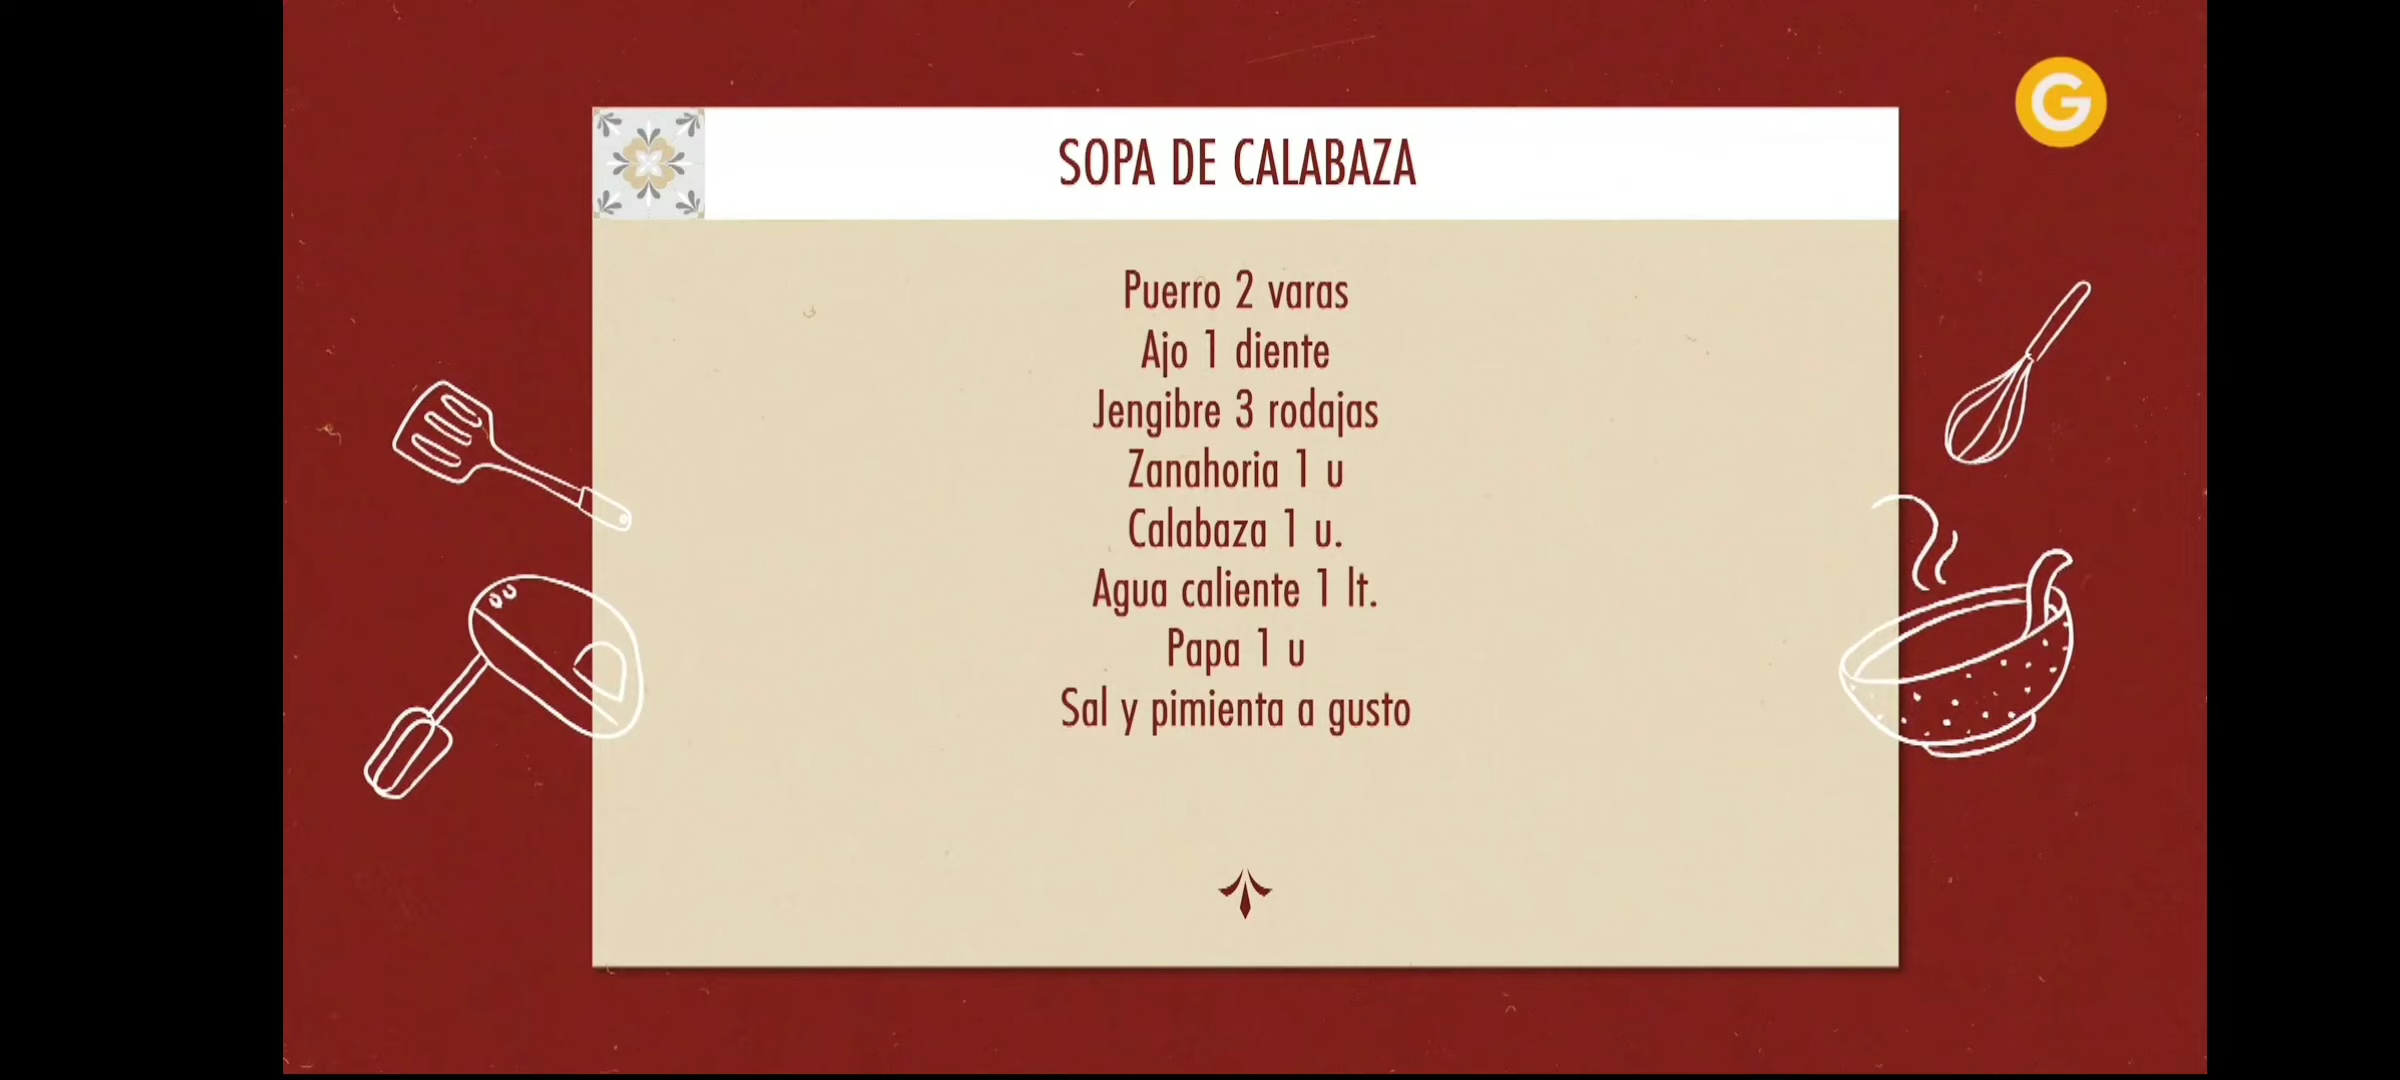 G
SOPA DE CALABAZA
Puerro 2 varas
Ajo 1 diente
Jengibre 3 rodajas
Zanahoria 1 u
Calabaza 1 u.
Agua caliente 1 lt.
Papa 1 u
Sal y pimienta a gusto